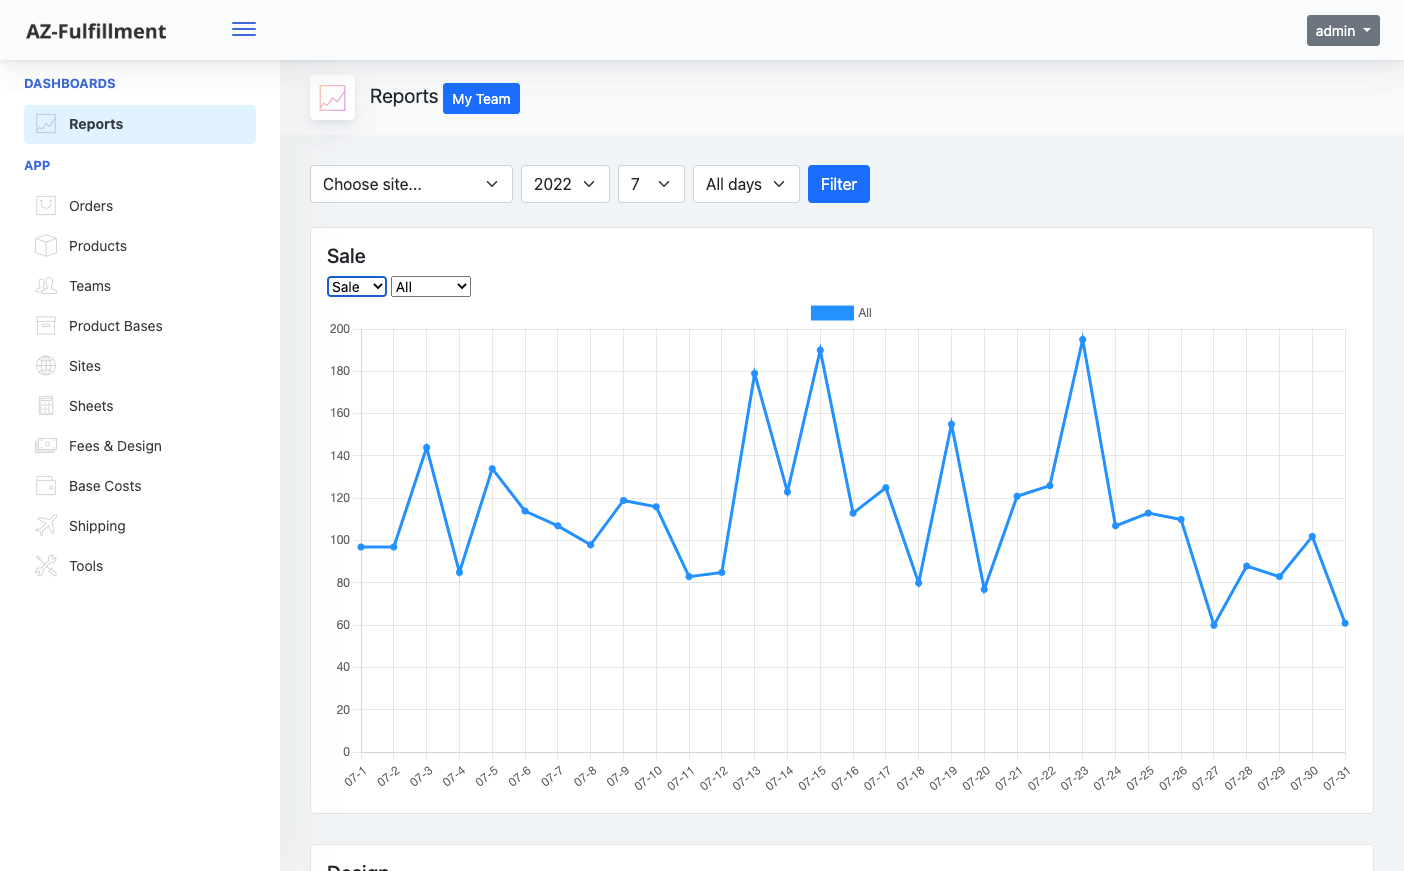 AZ-Fulfillment
admin
DASHBOARDS
Reports
APP
Orders
Products
Teams
Product Bases
Sites
Sheets
Fees & Design
Base Costs
Shipping
Tools
Reports My Team
Choose site... 2022 7 All days Filter
Sale
Sale All
All
200
180
160
140
120
100
80
60
40
20
0
07-1 07-2 07-3 07-4 07-5 07-6 07-7 07-8 07-9 07-10 07-11 07-12 07-13 07-14 07-15 07-16 07-17 07-18 07-19 07-20 07-21 07-22 07-23 07-24 07-25 07-26 07-27 07-28 07-29 07-30 07-31
Design